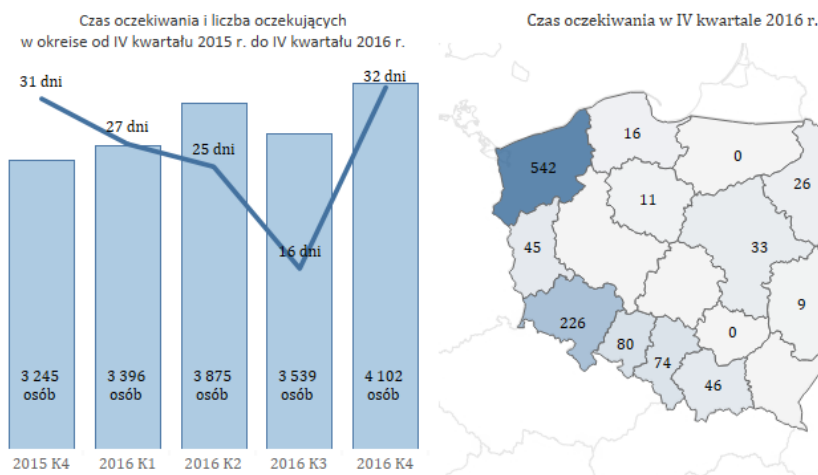 Czas oczekiwania i liczba oczekujących
w okreise od IV kwartału 2015 r. do IV kwartału 2016 r.
31 dni
27 dni
25 dni
16 dni
32 dni
3 245
osób
3 396
osób
3 875
osób
3 539
osób
4 102
osób
2015 K4
2016 K1
2016 K2
2016 K3
2016 K4
Czas oczekiwania w IV kwartale 2016 r.
542
16
0
26
11
45
33
9
226
80
74
0
46